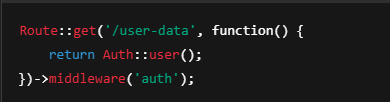 Route::get('/user-data', function() {
    return Auth::user();
})->middleware('auth');